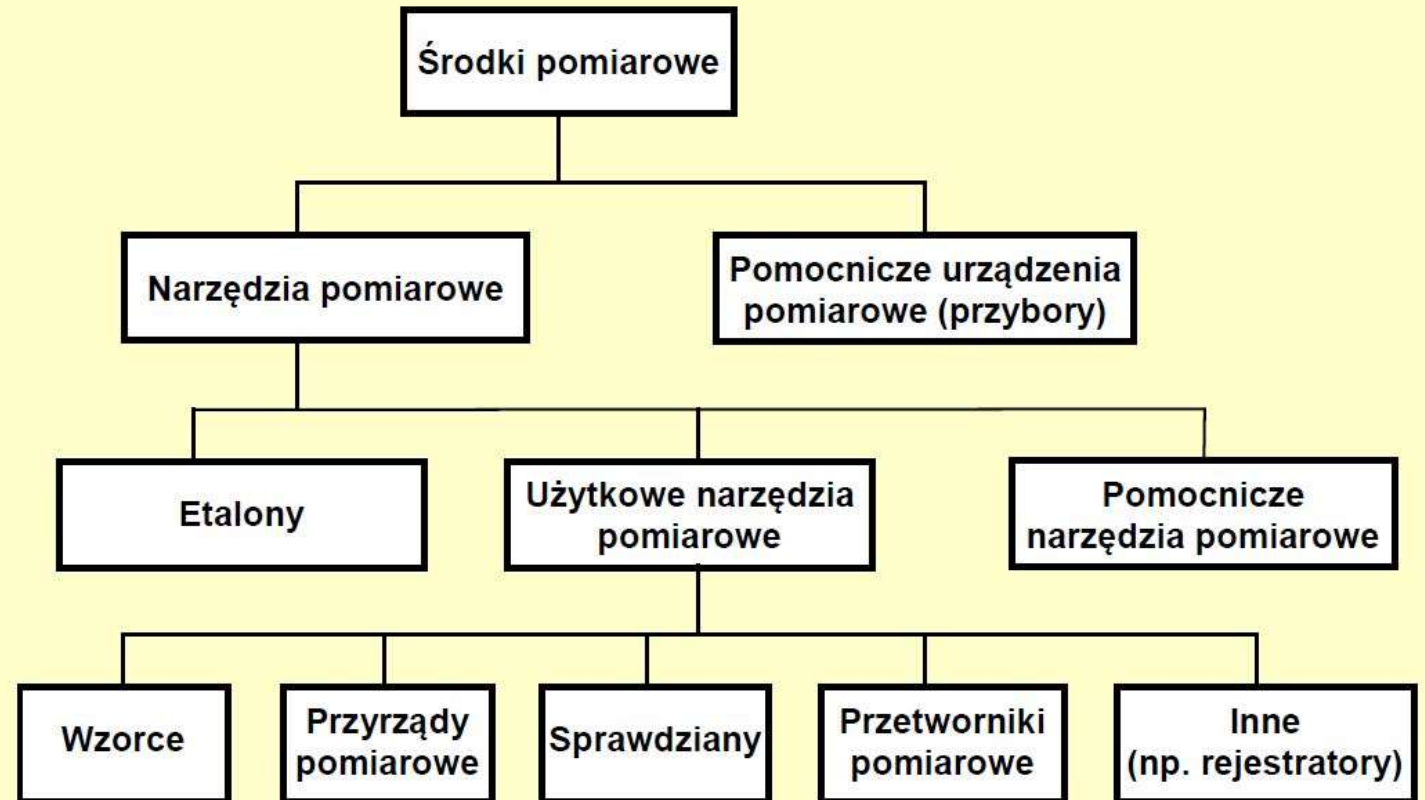 Środki pomiarowe
Narzędzia pomiarowe
Pomocnicze urządzenia
pomiarowe (przybory)
Etalony
Użytkowe narzędzia
pomiarowe
Pomocnicze
narzędzia pomiarowe
Wzorce
Przyrządy
pomiarowe
Sprawdziany
Przetworniki
pomiarowe
Inne
(np. rejestratory)